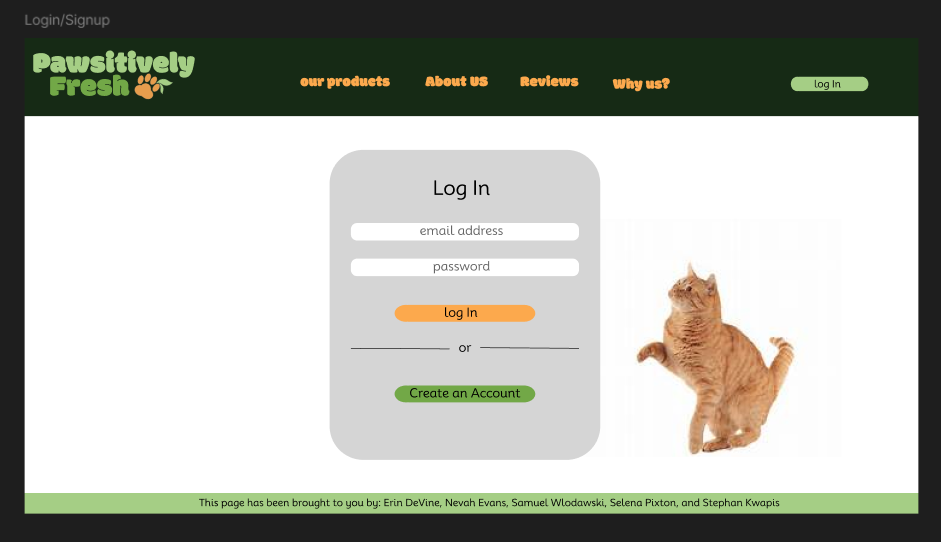 Login/Signup
Pawsitively
Fresh
our products About US Reviews Why us? log In
Log In
email address
password
log In
or
Create an Account
This page has been brought to you by: Erin DeVine, Nevah Evans, Samuel Wlodawski, Selena Pixton, and Stephan Kwapis